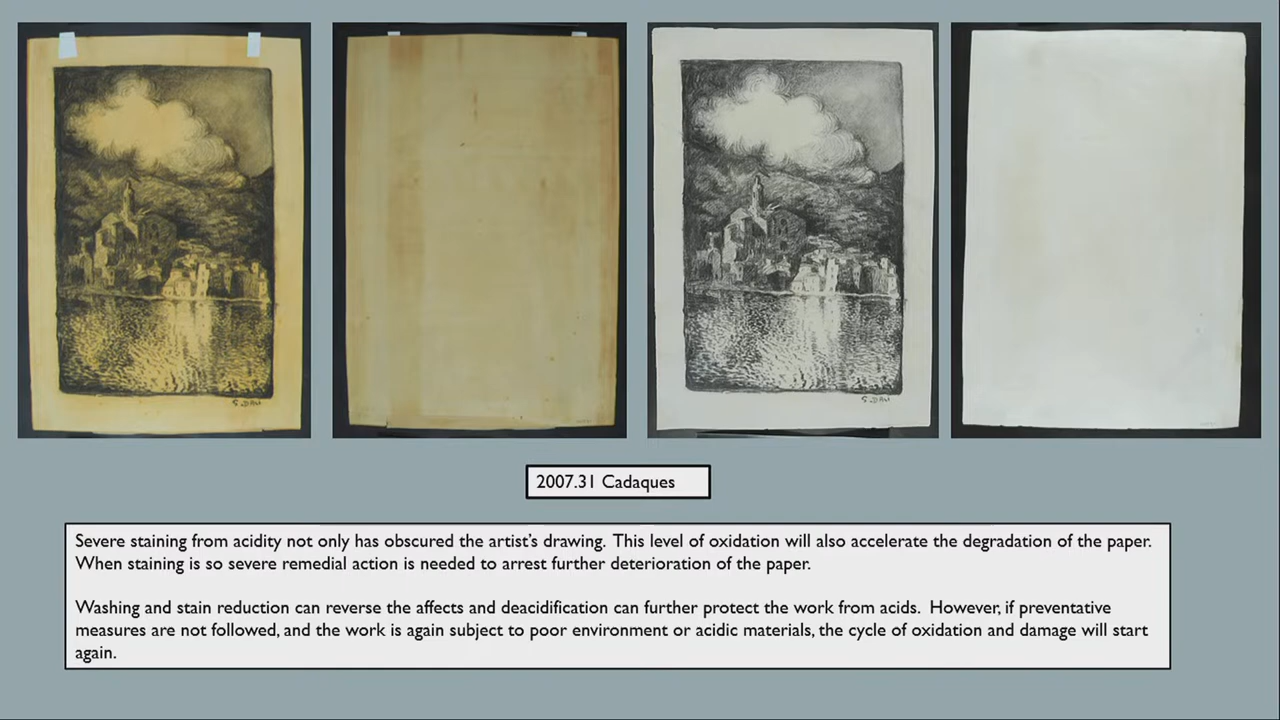 S. Dalí
S. Dalí
2007.31 Cadaques
Severe staining from acidity not only has obscured the artist's drawing. This level of oxidation will also accelerate the degradation of the paper.
When staining is so severe remedial action is needed to arrest further deterioration of the paper.
Washing and stain reduction can reverse the affects and deacidification can further protect the work from acids. However, if preventative
measures are not followed, and the work is again subject to poor environment or acidic materials, the cycle of oxidation and damage will start
again.